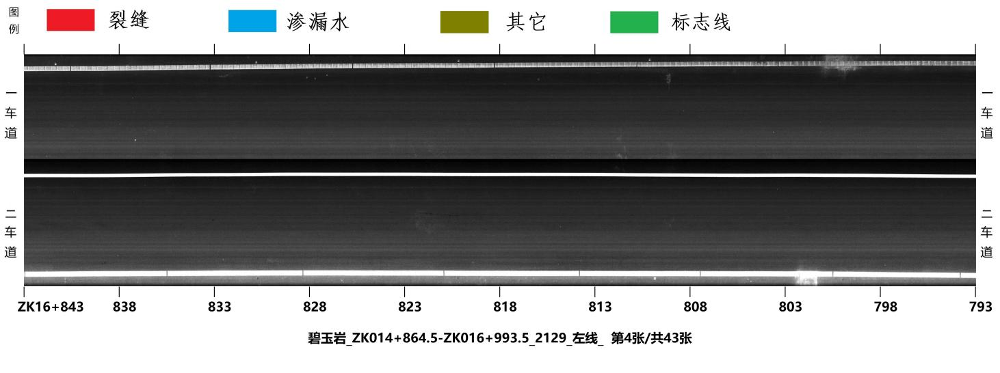 图例
裂缝 渗漏水 其它 标志线
一车道 一车道
二车道 二车道
ZK16+843 838 833 828 823 818 813 808 803 798 793
碧玉岩_ZK014+864.5-ZK016+993.5_2129_左线_ 第4张/共43张